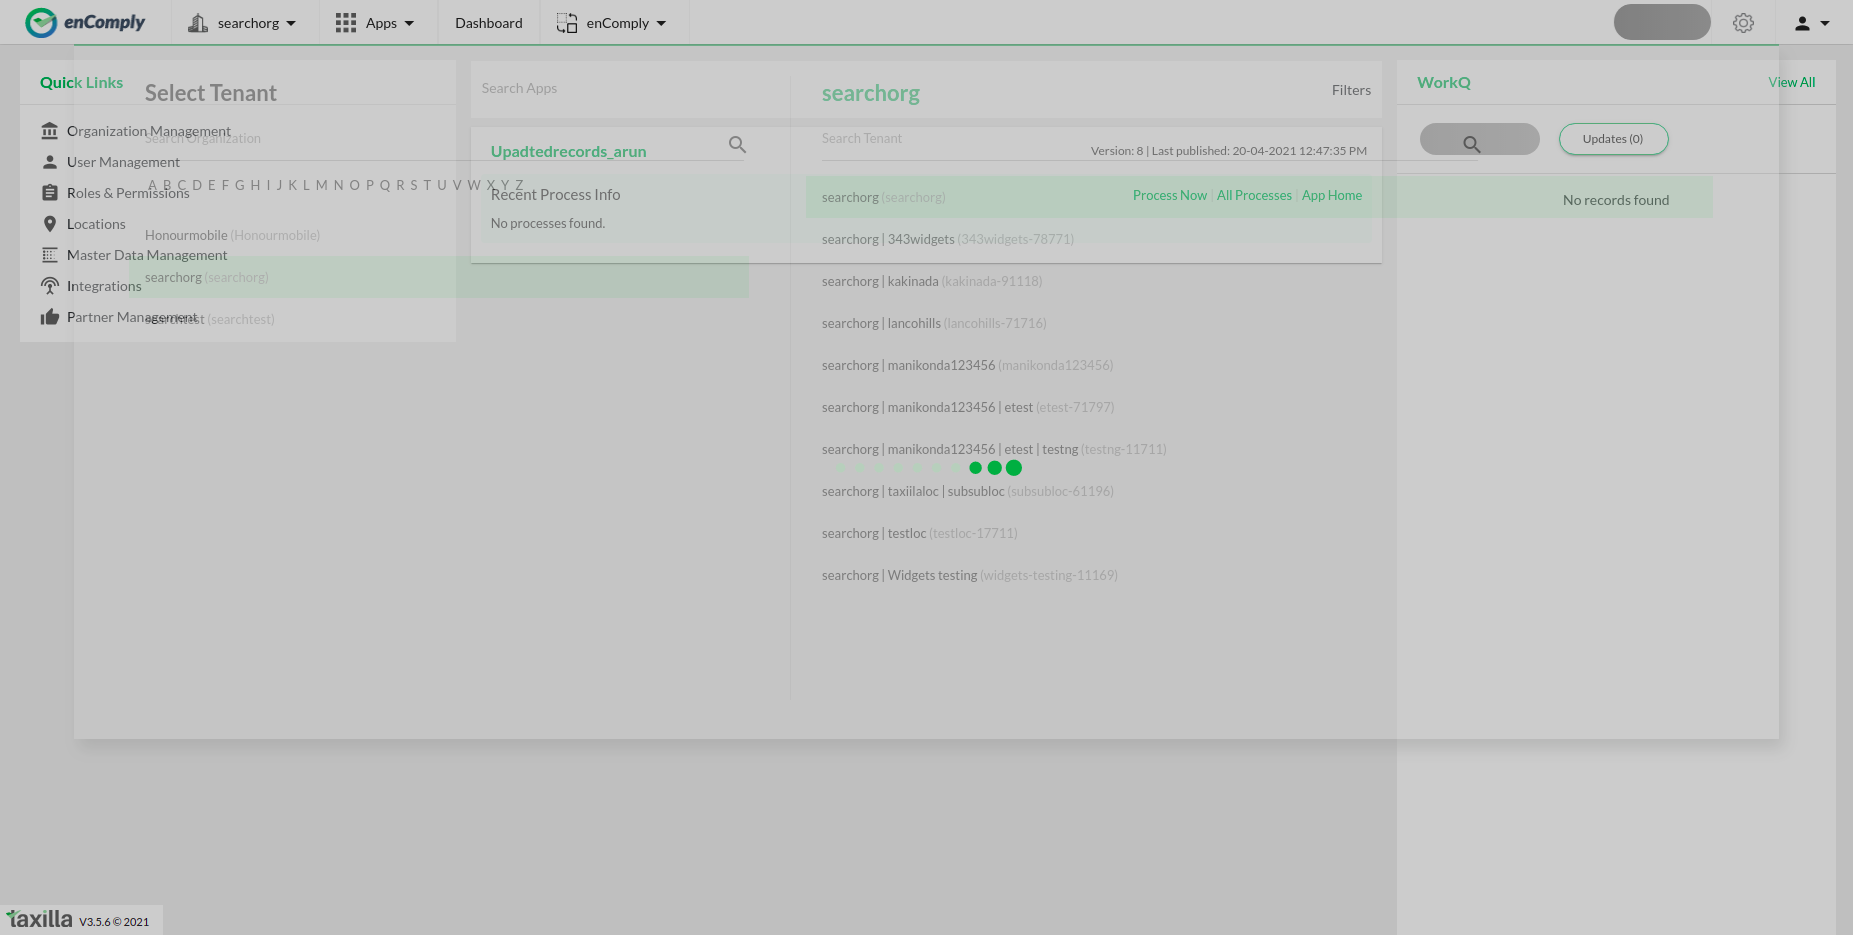 enComply
searchorg
Apps
Dashboard
enComply
Quick Links
Organization Management
User Management
Roles & Permissions
Locations
Master Data Management
Integrations
Partner Management
Select Tenant
Search Organization
A B C D E F G H I J K L M N O P Q R S T U V W X Y Z
Honourmobile (Honourmobile)
searchorg (searchorg)
searchtest (searchtest)
Search Apps
Filters
Upadtedrecords_arun
Version: 8 | Last published: 20-04-2021 12:47:35 PM
Recent Process Info
Process Now | All Processes | App Home
No processes found.
searchorg
Search Tenant
searchorg (searchorg)
searchorg | 343widgets (343widgets-78771)
searchorg | kakinada (kakinada-91118)
searchorg | lancohills (lancohills-71716)
searchorg | manikonda123456 (manikonda123456)
searchorg | manikonda123456 | etest (etest-71797)
searchorg | manikonda123456 | etest | testng (testng-11711)
searchorg | taxiilaloc | subsubloc (subsubloc-61196)
searchorg | testloc (testloc-17711)
searchorg | Widgets testing (widgets-testing-11169)
WorkQ
View All
Updates (0)
No records found
taxilla V3.5.6 © 2021